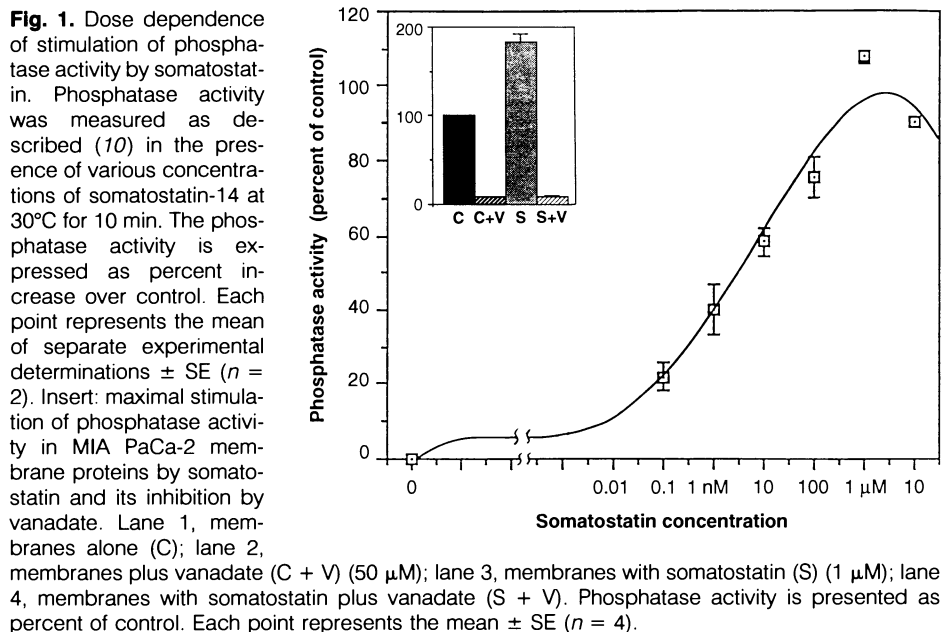 Fig. 1. Dose dependence
of stimulation of phospha-
tase activity by somatostat-
in. Phosphatase activity
was measured as de-
scribed (10) in the pres-
ence of various concentra-
tions of somatostatin-14 at
30°C for 10 min. The phos-
phatase activity is ex-
pressed as percent in-
crease over control. Each
point represents the mean
of separate experimental
determinations ± SE (n =
2). Insert: maximal stimula-
tion of phosphatase activi-
ty in MIA PaCa-2 mem-
brane proteins by somato-
statin and its inhibition by
vanadate. Lane 1, mem-
branes alone (C); lane 2,
membranes plus vanadate (C + V) (50 μM); lane 3, membranes with somatostatin (S) (1 μM); lane
4, membranes with somatostatin plus vanadate (S + V). Phosphatase activity is presented as
percent of control. Each point represents the mean ± SE (n = 4).
Phosphatase activity (percent of control)
120
100
80
60
40
20
0
200
100
0
C C+V S S+V
0 0.01 0.1 1 nM 10 100 1 μM 10
Somatostatin concentration